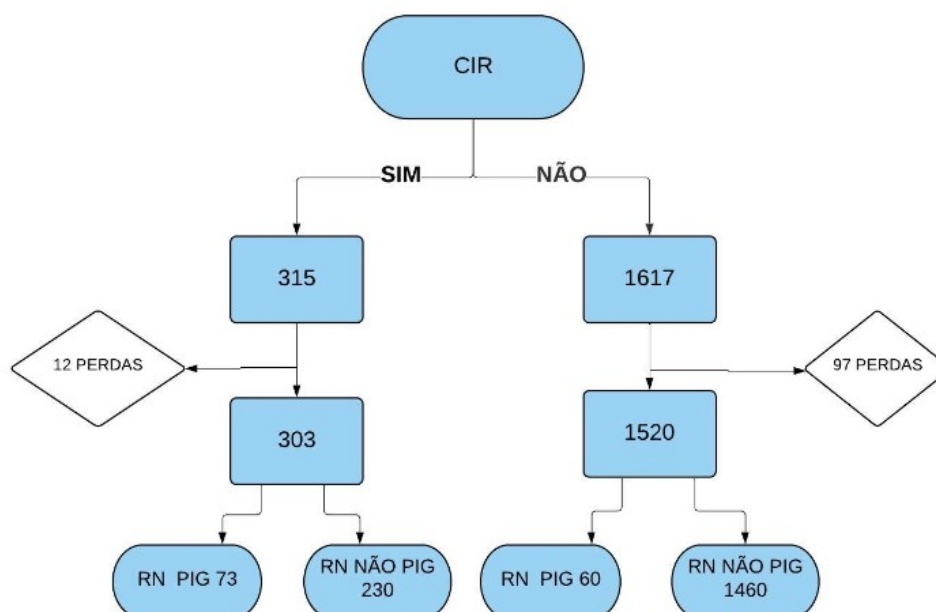 CIR
SIM
NÃO
315
1617
12 PERDAS
97 PERDAS
303
1520
RN PIG 73
RN NÃO PIG
230
RN PIG 60
RN NÃO PIG
1460